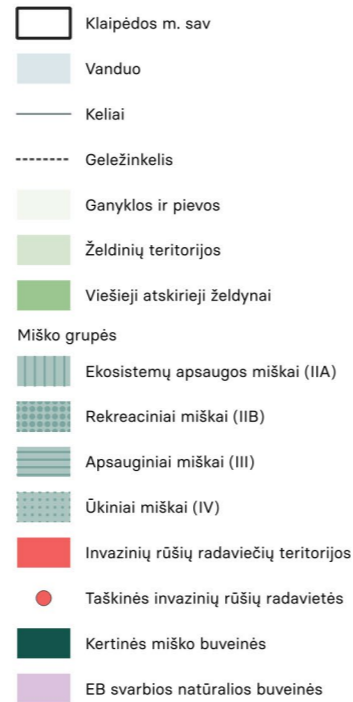 Klaipėdos m. sav
Vanduo
Keliai
Geležinkelis
Ganyklos ir pievos
Želdinių teritorijos
Viešieji atskirieji želdynai
Miško grupės
Ekosistemų apsaugos miškai (IIA)
Rekreaciniai miškai (IIB)
Apsauginiai miškai (III)
Ūkiniai miškai (IV)
Invazinių rūšių radaviečių teritorijos
Taškinės invazinių rūšių radavietės
Kertinės miško buveinės
EB svarbios natūralios buveinės